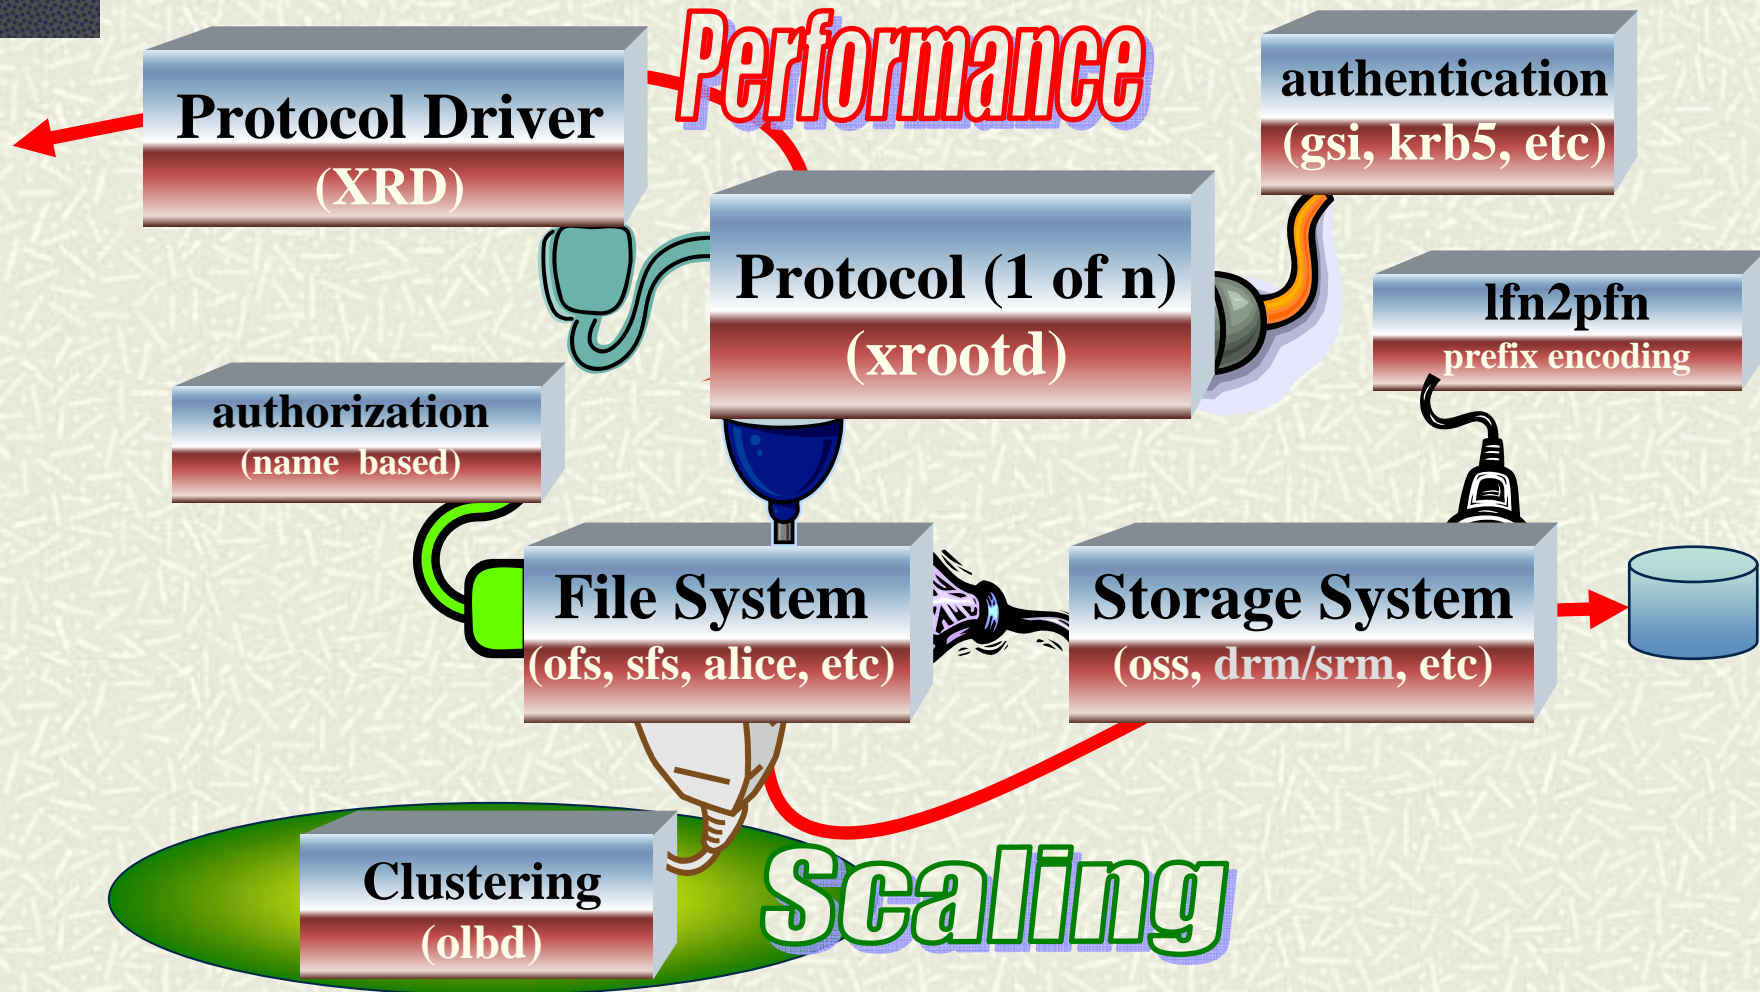 Performance
Protocol Driver
(XRD)
authentication
(gsi, krb5, etc)
Protocol (1 of n)
(xrootd)
lfn2pfn
prefix encoding
authorization
(name based)
File System
(ofs, sfs, alice, etc)
Storage System
(oss, drm/srm, etc)
Clustering
(olbd)
Scaling